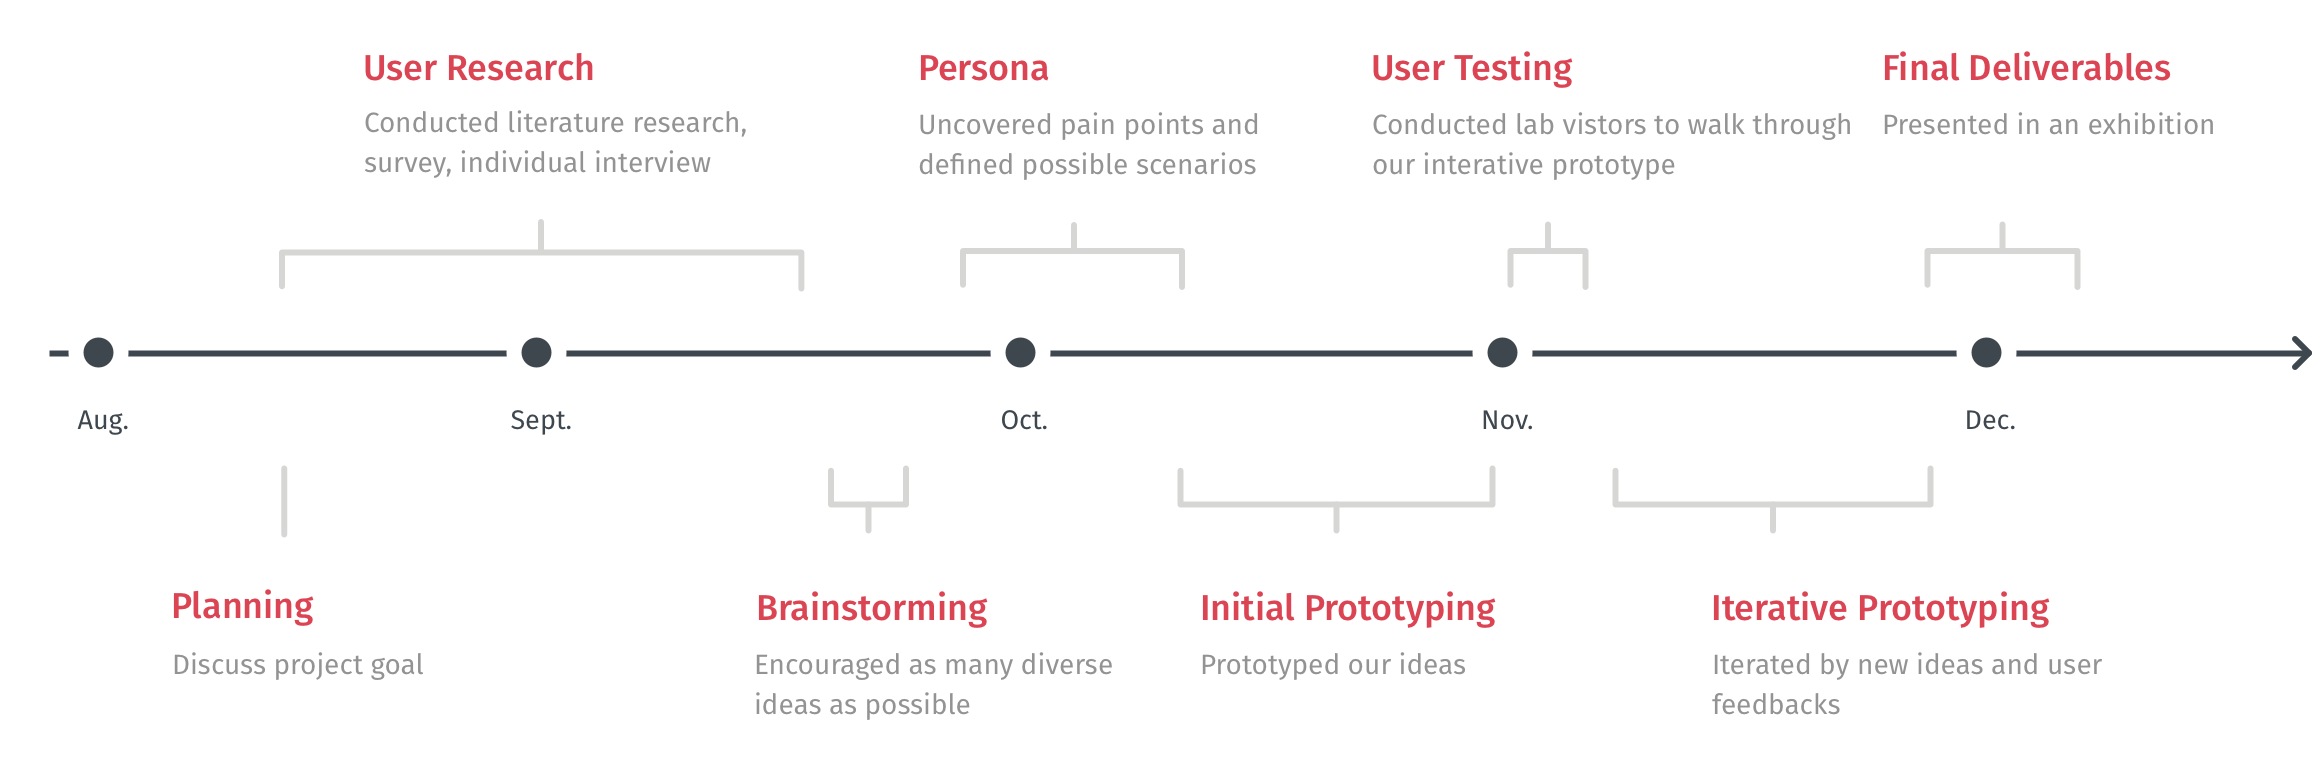 User Research
Conducted literature research,
survey, individual interview
Persona
Uncovered pain points and
defined possible scenarios
User Testing
Conducted lab vistors to walk through
our interative prototype
Final Deliverables
Presented in an exhibition
Aug.
Sept.
Oct.
Nov.
Dec.
Planning
Discuss project goal
Brainstorming
Encouraged as many diverse
ideas as possible
Initial Prototyping
Prototyped our ideas
Iterative Prototyping
Iterated by new ideas and user
feedbacks